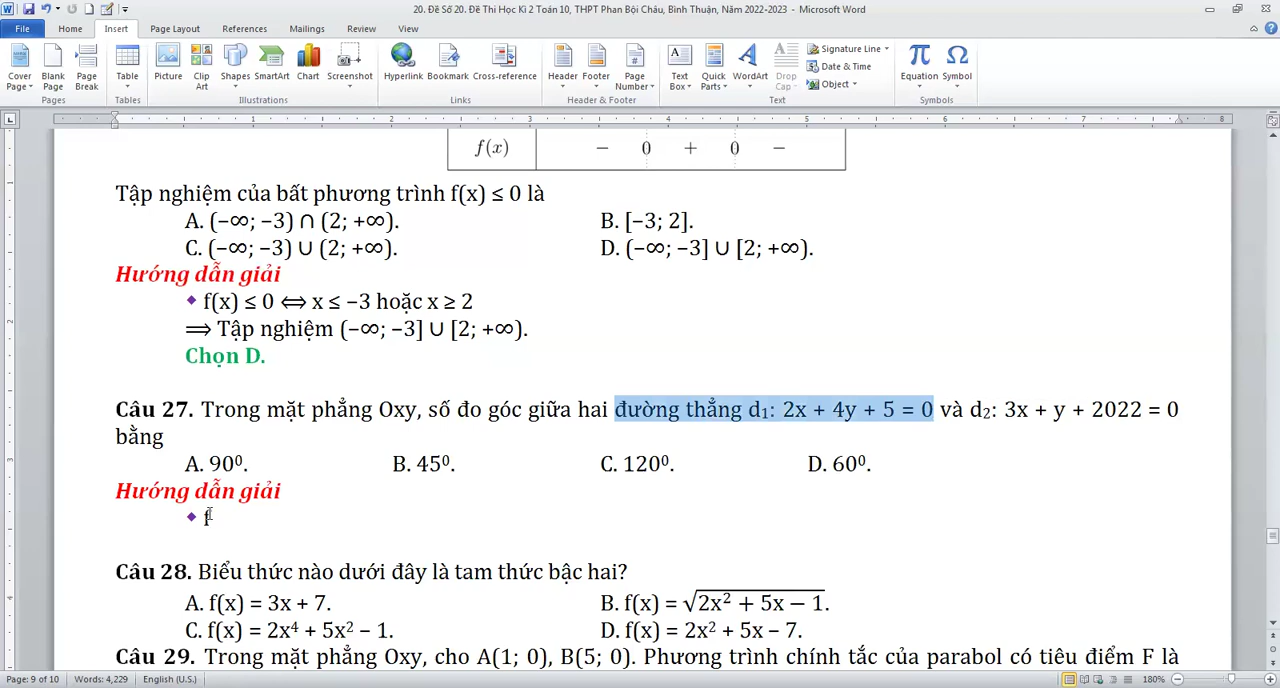 20. Đề Số 20. Đề Thi Học Kì 2 Toán 10, THPT Phan Bội Châu, Bình Thuận, Năm 2022-2023 - Microsoft Word
File Home Insert Page Layout References Mailings Review View
Cover Page Blank Page Page Break Table Picture Clip Art Shapes SmartArt Chart Screenshot Hyperlink Bookmark Cross-reference Header Footer Page Number Text Box Quick Parts WordArt Drop Cap Signature Line Date & Time Object Equation Symbol
Pages Tables Illustrations Links Header & Footer Text Symbols
1 2 3 4 5 6 7 8
f(x) − 0 + 0 −
Tập nghiệm của bất phương trình f(x) ≤ 0 là
A. (−∞; −3) ∩ (2; +∞). B. [−3; 2].
C. (−∞; −3) ∪ (2; +∞). D. (−∞; −3] ∪ [2; +∞).
Hướng dẫn giải
f(x) ≤ 0 ⟺ x ≤ −3 hoặc x ≥ 2
⟹ Tập nghiệm (−∞; −3] ∪ [2; +∞).
Chọn D.
Câu 27. Trong mặt phẳng Oxy, số đo góc giữa hai đường thẳng d₁: 2x + 4y + 5 = 0 và d₂: 3x + y + 2022 = 0
bằng
A. 90⁰. B. 45⁰. C. 120⁰. D. 60⁰.
Hướng dẫn giải
f
Câu 28. Biểu thức nào dưới đây là tam thức bậc hai?
A. f(x) = 3x + 7. B. f(x) = √(2x² + 5x − 1).
C. f(x) = 2x⁴ + 5x² − 1. D. f(x) = 2x² + 5x − 7.
Câu 29. Trong mặt phẳng Oxy, cho A(1; 0), B(5; 0). Phương trình chính tắc của parabol có tiêu điểm F là
Page: 9 of 10 Words: 4,229 English (U.S.) 180%